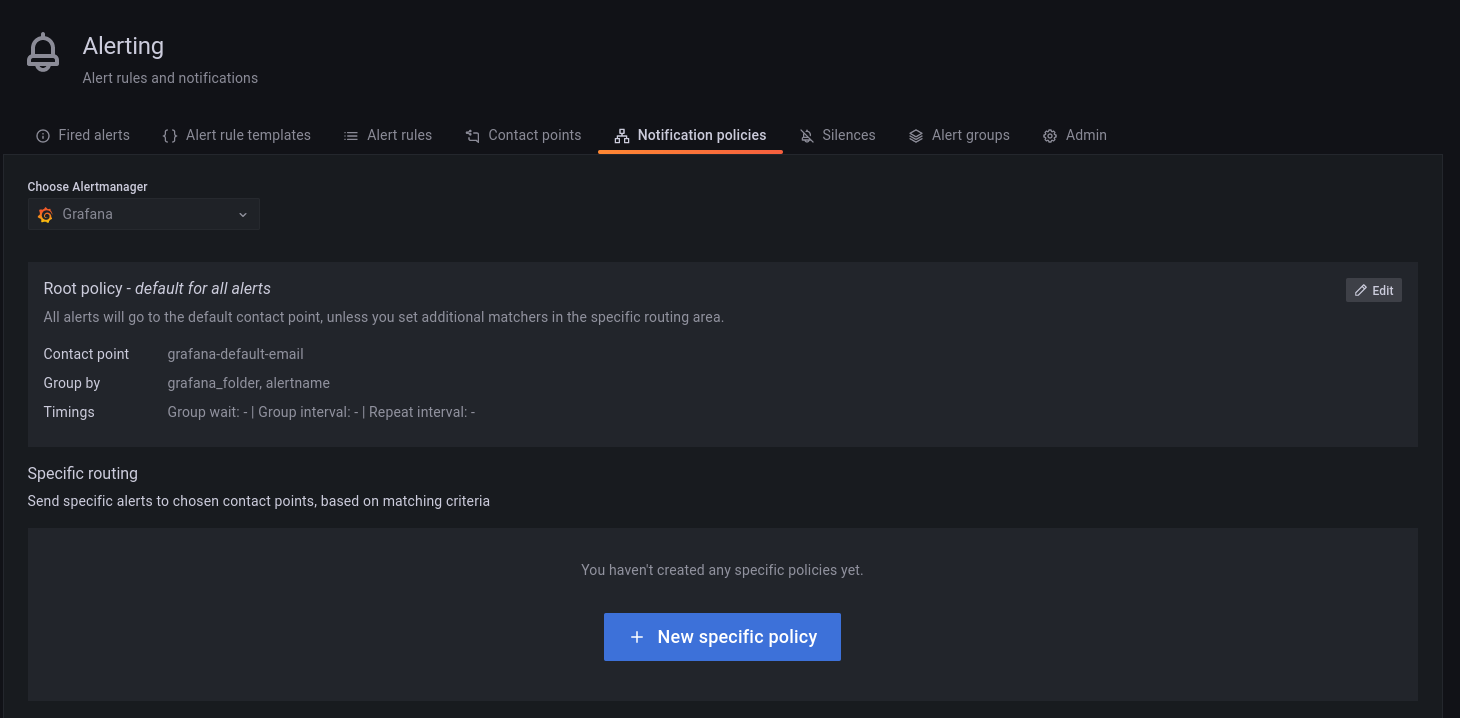 Alerting
Alert rules and notifications
Fired alerts
Alert rule templates
Alert rules
Contact points
Notification policies
Silences
Alert groups
Admin
Choose Alertmanager
Grafana
Root policy - default for all alerts
Edit
All alerts will go to the default contact point, unless you set additional matchers in the specific routing area.
Contact point grafana-default-email
Group by grafana_folder, alertname
Timings Group wait: - | Group interval: - | Repeat interval: -
Specific routing
Send specific alerts to chosen contact points, based on matching criteria
You haven't created any specific policies yet.
+ New specific policy